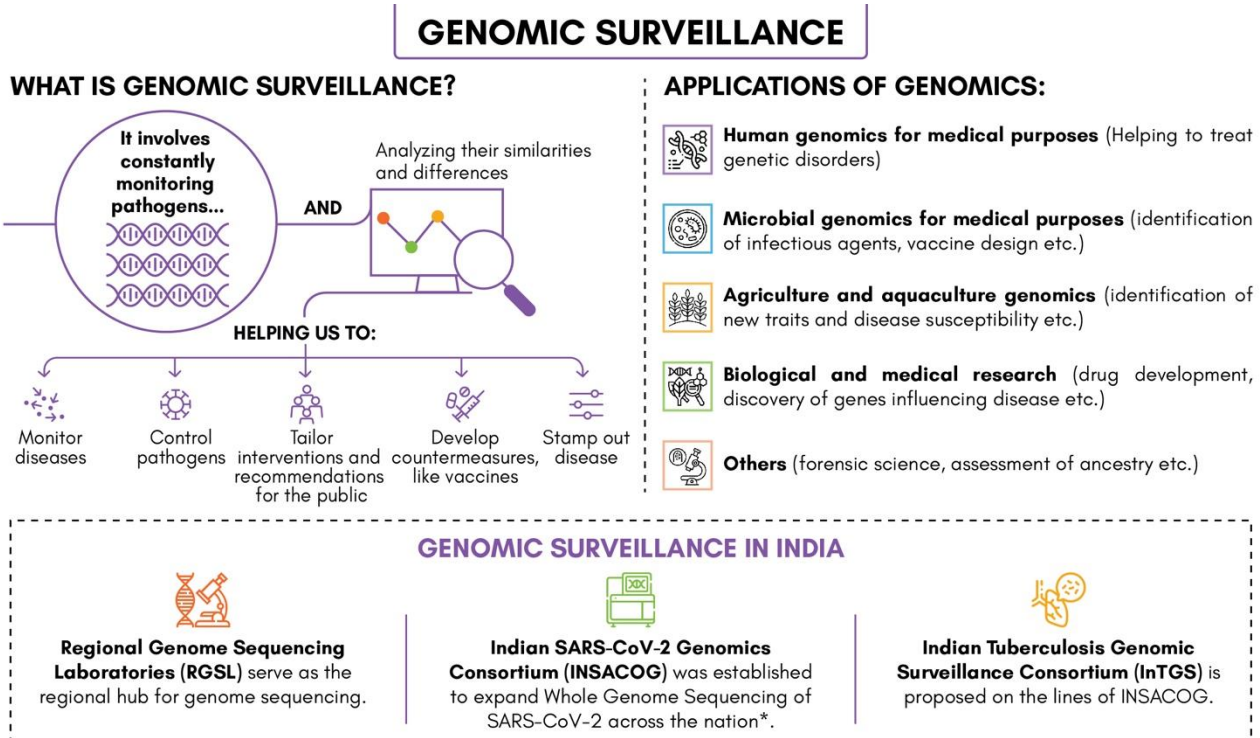 GENOMIC SURVEILLANCE
WHAT IS GENOMIC SURVEILLANCE?
It involves
constantly
monitoring
pathogens...
AND
Analyzing their similarities
and differences
HELPING US TO:
Monitor
diseases
Control
pathogens
Tailor
interventions and
recommendations
for the public
Develop
countermeasures,
like vaccines
Stamp out
disease
APPLICATIONS OF GENOMICS:
Human genomics for medical purposes (Helping to treat
genetic disorders)
Microbial genomics for medical purposes (identification
of infectious agents, vaccine design etc.)
Agriculture and aquaculture genomics (identification of
new traits and disease susceptibility etc.)
Biological and medical research (drug development,
discovery of genes influencing disease etc.)
Others (forensic science, assessment of ancestry etc.)
GENOMIC SURVEILLANCE IN INDIA
Regional Genome Sequencing
Laboratories (RGSL) serve as the
regional hub for genome sequencing.
Indian SARS-CoV-2 Genomics
Consortium (INSACOG) was established
to expand Whole Genome Sequencing of
SARS-CoV-2 across the nation*.
Indian Tuberculosis Genomic
Surveillance Consortium (InTGS) is
proposed on the lines of INSACOG.